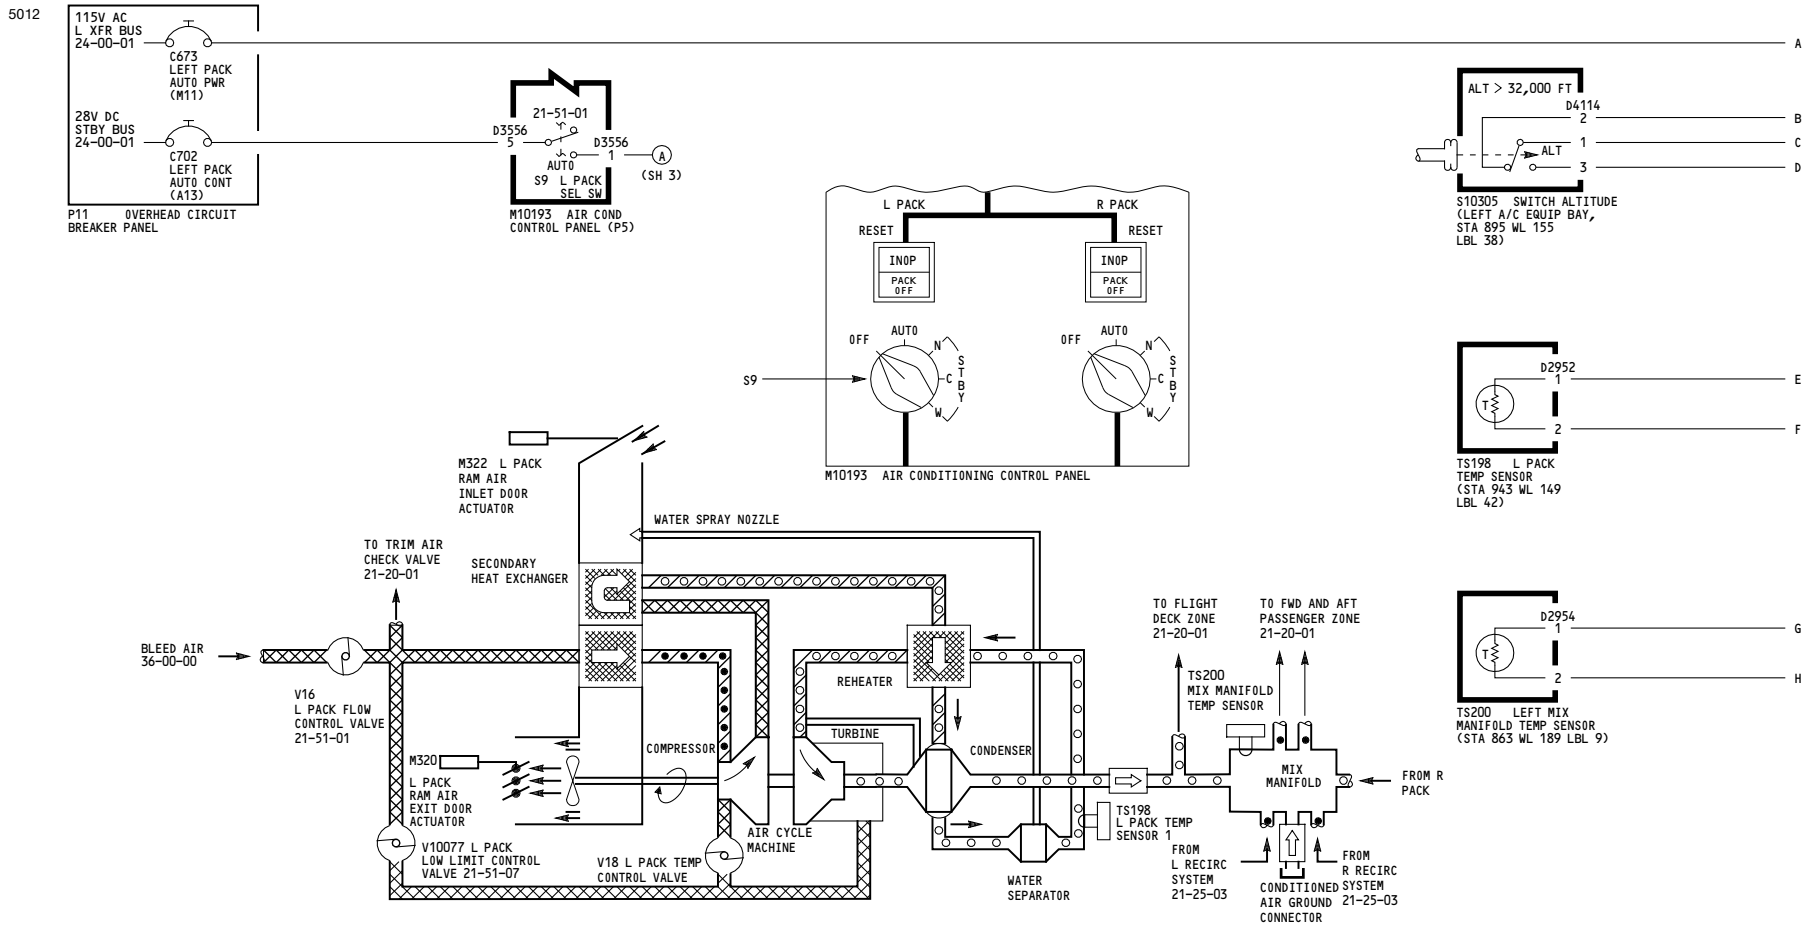 5012
115V AC
L XFR BUS
24-00-01
C673
LEFT PACK
AUTO PWR
(M11)
28V DC
STBY BUS
24-00-01
C702
LEFT PACK
AUTO CONT
(A13)
P11 OVERHEAD CIRCUIT
BREAKER PANEL
21-51-01
D3556
5
D3556
1
AUTO
S9 L PACK
SEL SW
A
(SH 3)
M10193 AIR COND
CONTROL PANEL (P5)
L PACK
R PACK
RESET
RESET
INOP
PACK
OFF
INOP
PACK
OFF
OFF
AUTO
N
C
W
STBY
OFF
AUTO
N
C
W
STBY
S9
M10193 AIR CONDITIONING CONTROL PANEL
ALT > 32,000 FT
D4114
2
1
3
ALT
S10305 SWITCH ALTITUDE
(LEFT A/C EQUIP BAY,
STA 895 WL 155
LBL 38)
A
B
C
D
D2952
1
T
2
TS198 L PACK
TEMP SENSOR
(STA 943 WL 149
LBL 42)
E
F
D2954
1
T
2
TS200 LEFT MIX
MANIFOLD TEMP SENSOR
(STA 863 WL 189 LBL 9)
G
H
M322 L PACK
RAM AIR
INLET DOOR
ACTUATOR
WATER SPRAY NOZZLE
TO TRIM AIR
CHECK VALVE
21-20-01
SECONDARY
HEAT EXCHANGER
BLEED AIR
36-00-00
V16
L PACK FLOW
CONTROL VALVE
21-51-01
M320
L PACK
RAM AIR
EXIT DOOR
ACTUATOR
COMPRESSOR
REHEATER
TURBINE
CONDENSER
AIR CYCLE
MACHINE
V10077 L PACK
LOW LIMIT CONTROL
VALVE 21-51-07
V18 L PACK TEMP
CONTROL VALVE
WATER
SEPARATOR
TO FLIGHT
DECK ZONE
21-20-01
TO FWD AND AFT
PASSENGER ZONE
21-20-01
TS200
MIX MANIFOLD
TEMP SENSOR
MIX
MANIFOLD
FROM R
PACK
TS198
L PACK TEMP
SENSOR 1
FROM
L RECIRC
SYSTEM
21-25-03
CONDITIONED
AIR GROUND
CONNECTOR
FROM
R RECIRC
SYSTEM
21-25-03